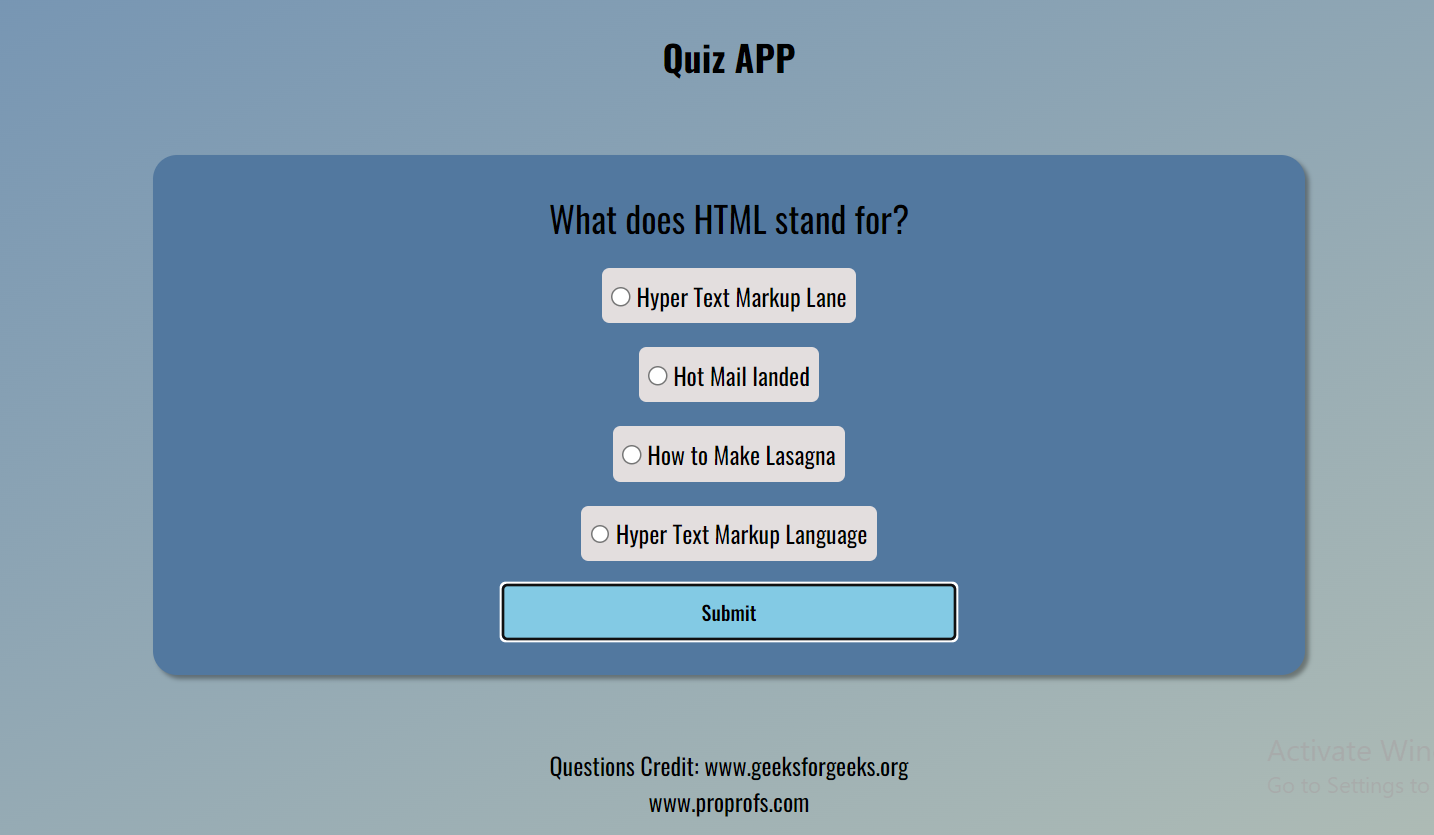 Quiz APP
What does HTML stand for?
Hyper Text Markup Lane
Hot Mail landed
How to Make Lasagna
Hyper Text Markup Language
Submit
Activate Win
Go to Settings to
Questions Credit: www.geeksforgeeks.org
www.proprofs.com